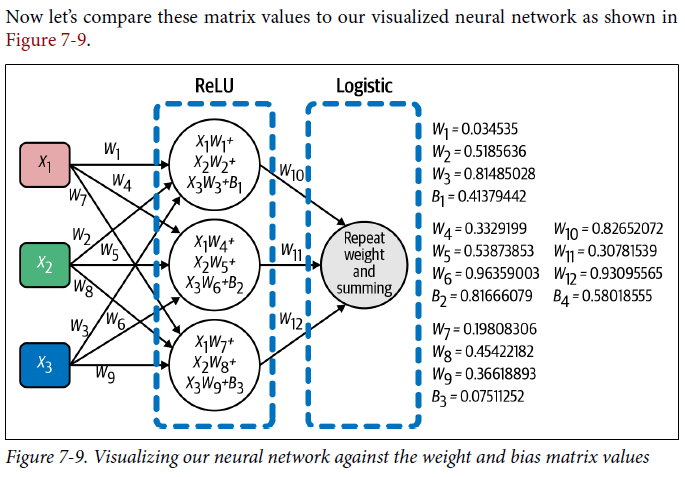 Now let's compare these matrix values to our visualized neural network as shown in
Figure 7-9.
ReLU
Logistic
X1
X2
X3
W1
W4
W7
W2
W5
W8
W3
W6
W9
X1W1+
X2W2+
X3W3+B1
X1W4+
X2W5+
X3W6+B2
X1W7+
X2W8+
X3W9+B3
W10
W11
W12
Repeat
weight
and
summing
W1 = 0.034535
W2 = 0.5185636
W3 = 0.81485028
B1 = 0.41379442
W4 = 0.3329199
W5 = 0.53873853
W6 = 0.96359003
B2 = 0.81666079
W10 = 0.82652072
W11 = 0.30781539
W12 = 0.93095565
B4 = 0.58018555
W7 = 0.19808306
W8 = 0.45422182
W9 = 0.36618893
B3 = 0.07511252
Figure 7-9. Visualizing our neural network against the weight and bias matrix values